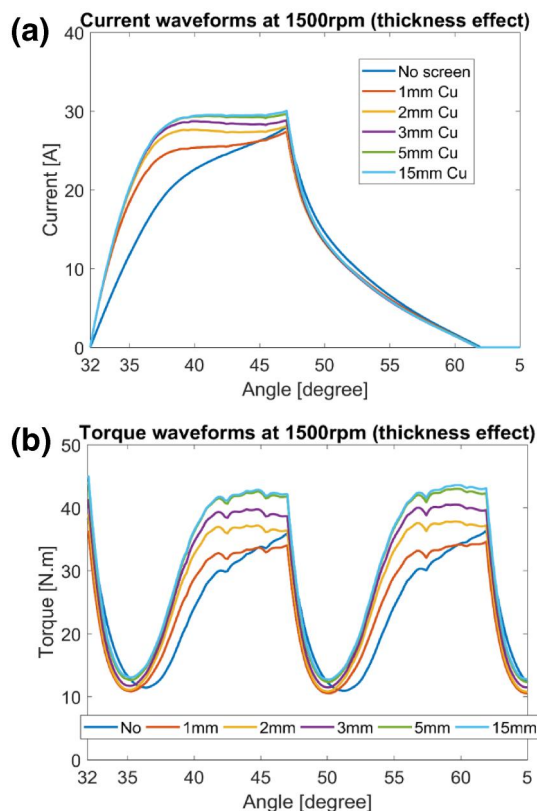 (a)
Current waveforms at 1500rpm (thickness effect)
40
30
20
10
0
Current [A]
No screen
1mm Cu
2mm Cu
3mm Cu
5mm Cu
15mm Cu
32 35 40 45 50 55 60 5
Angle [degree]
(b)
Torque waveforms at 1500rpm (thickness effect)
50
40
30
20
10
0
Torque [N.m]
No 1mm 2mm 3mm 5mm 15mm
32 35 40 45 50 55 60 5
Angle [degree]